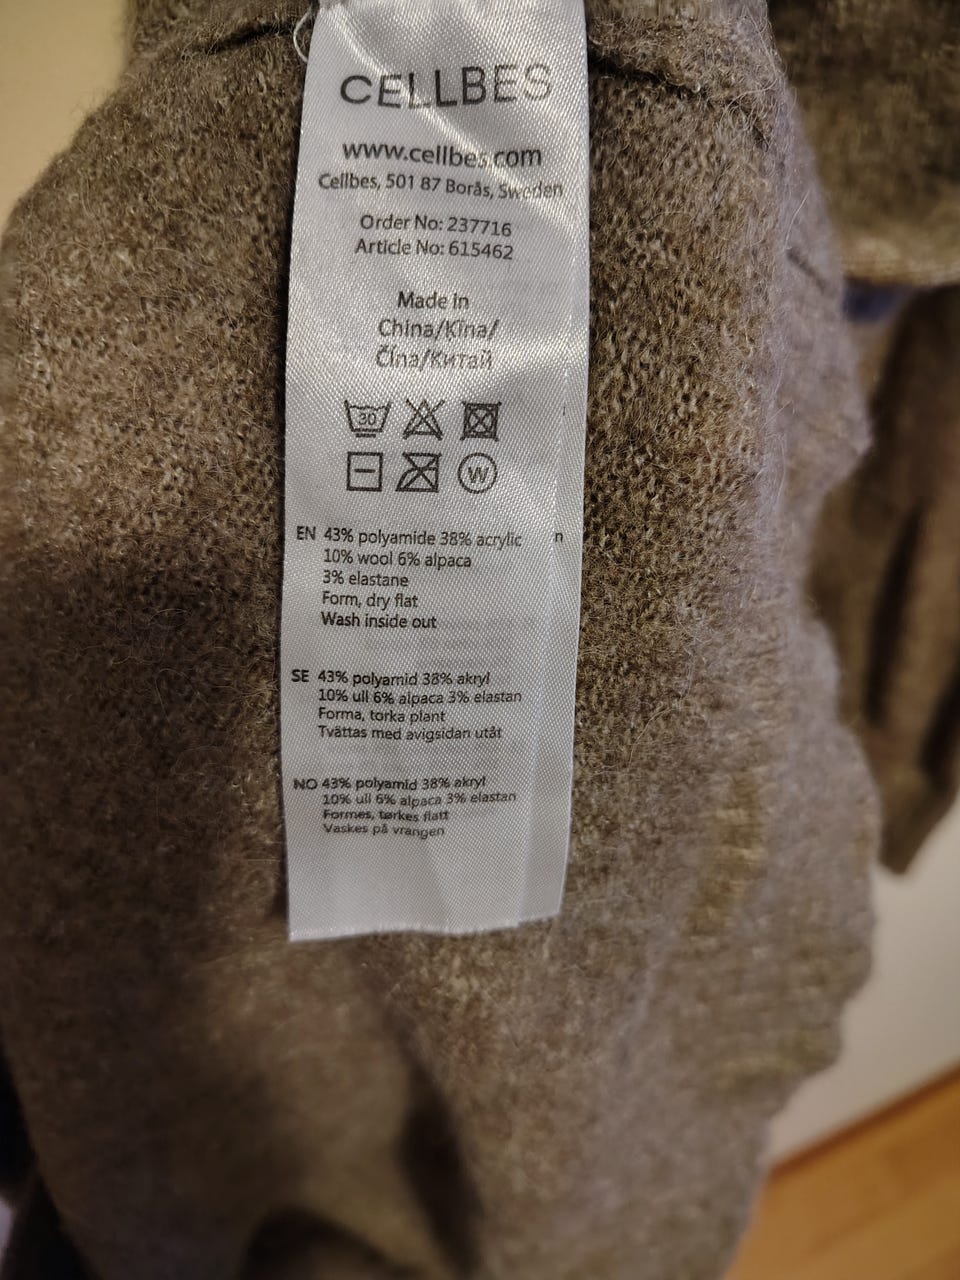 CELLBES
www.cellbes.com
Cellbes, 501 87 Borås, Sweden
Order No: 237716
Article No: 615462
Made in
China/Ķīna/
Čína/Китай
30
W
EN 43% polyamide 38% acrylic
10% wool 6% alpaca
3% elastane
Form, dry flat
Wash inside out
SE 43% polyamid 38% akryl
10% ull 6% alpaca 3% elastan
Forma, torka plant
Tvättas med avigsidan utåt
NO 43% polyamid 38% akryl
10% ull 6% alpaca 3% elastan
Formes, tørkes flatt
Vaskes på vrangen